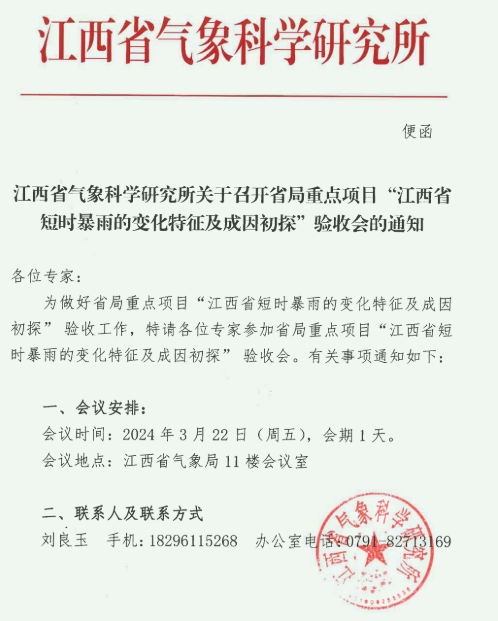 江西省气象科学研究所
便函
江西省气象科学研究所关于召开省局重点项目“江西省
短时暴雨的变化特征及成因初探”验收会的通知
各位专家：
为做好省局重点项目“江西省短时暴雨的变化特征及成因
初探” 验收工作，特请各位专家参加省局重点项目“江西省短
时暴雨的变化特征及成因初探” 验收会。有关事项通知如下：
一、会议安排：
会议时间：2024 年 3 月 22 日（周五），会期 1 天。
会议地点：江西省气象局 11 楼会议室
二、联系人及联系方式
刘良玉 手机：18296115268 办公室电话：0791-82713169
江西省气象科学研究所